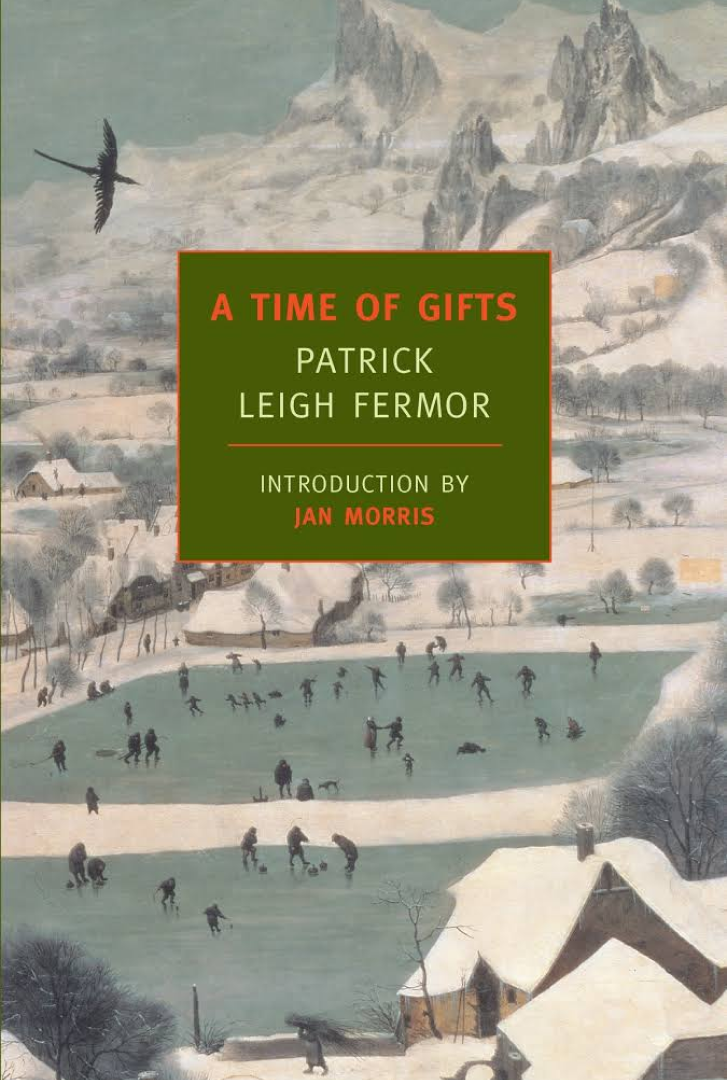 A TIME OF GIFTS
PATRICK
LEIGH FERMOR
INTRODUCTION BY
JAN MORRIS